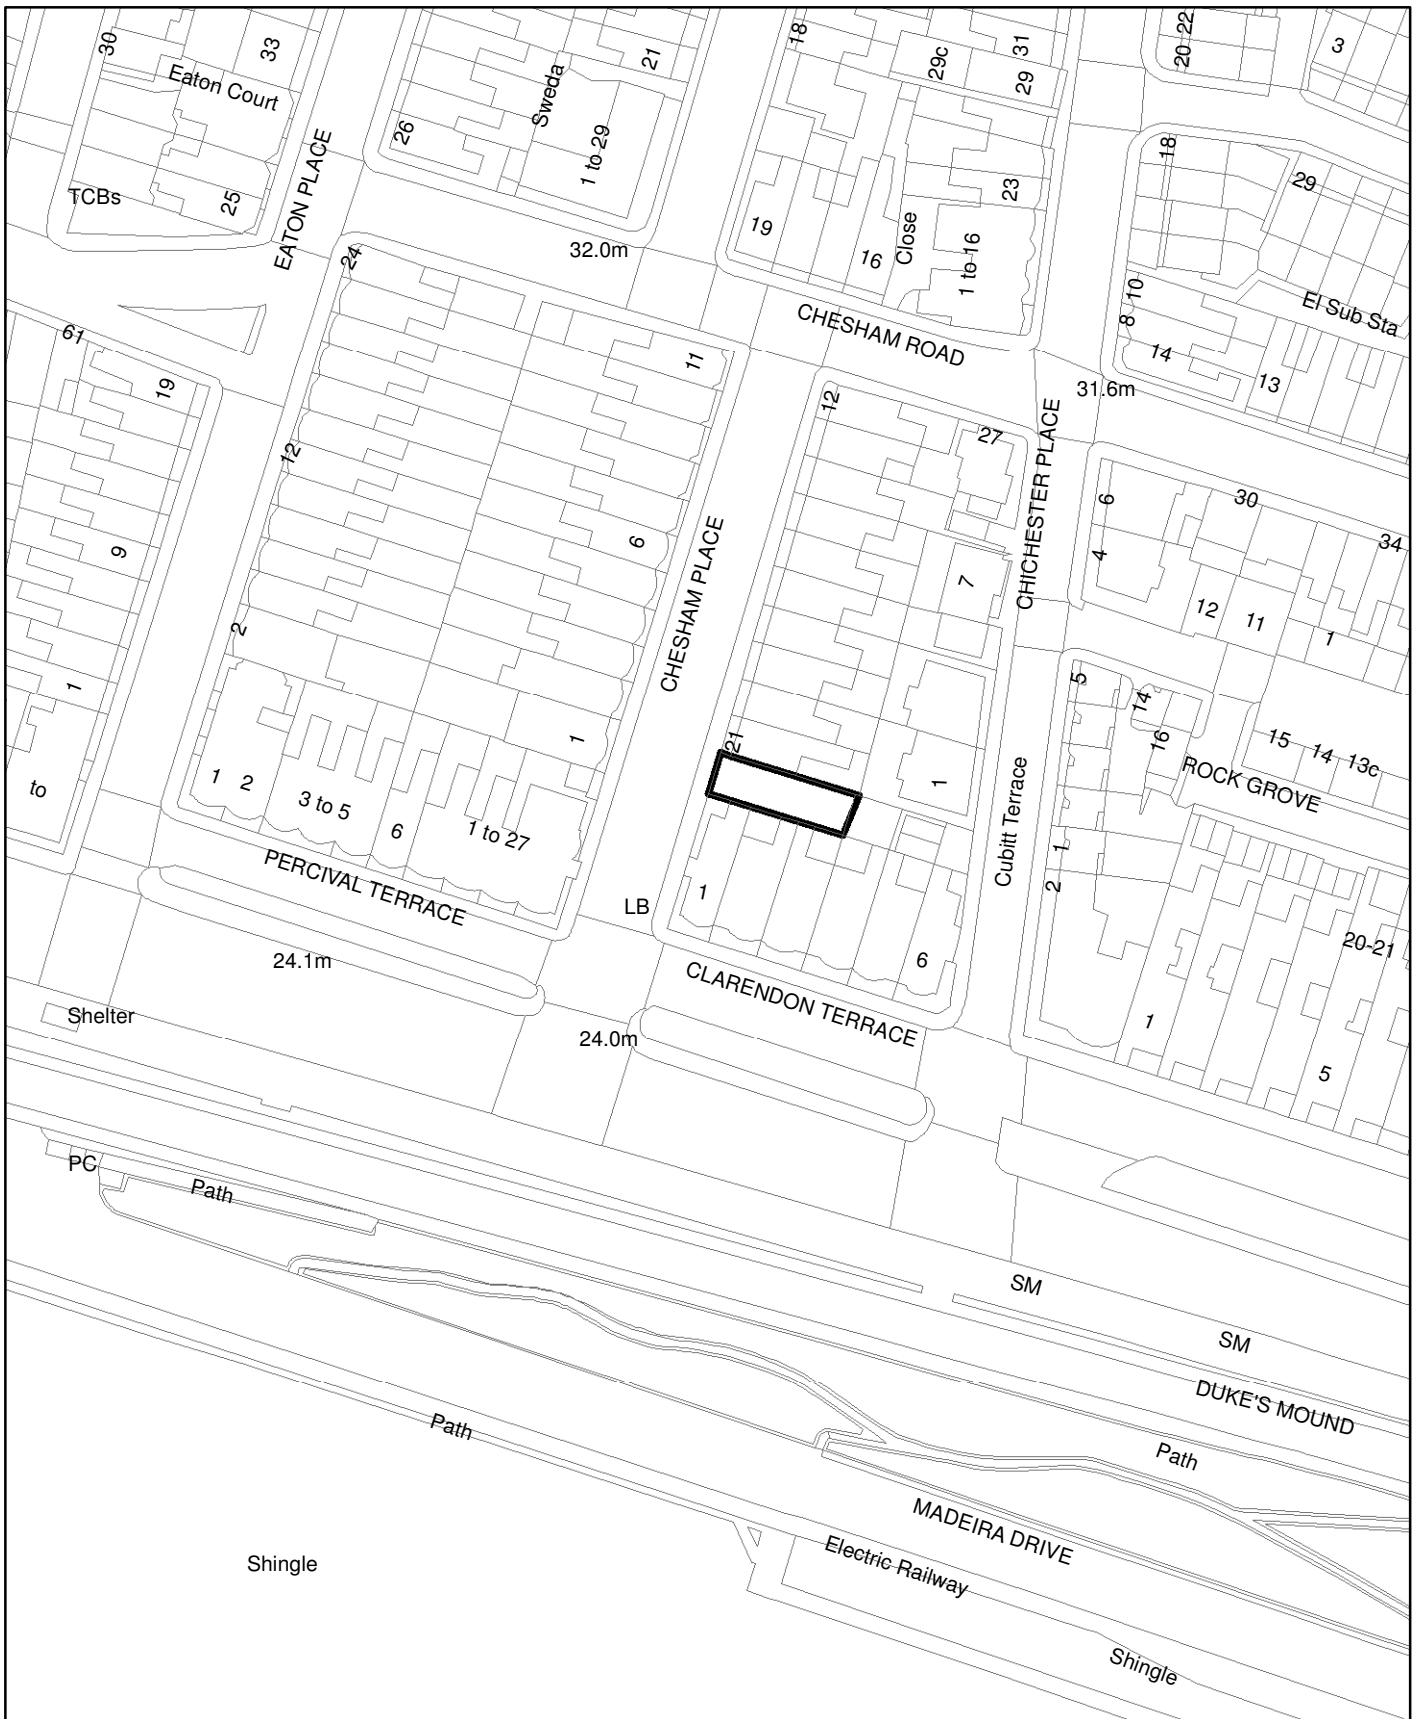 30
33
Eaton Court
TCBs
25
EATON PLACE
26
Sweda
21
1 to 29
32.0m
18
29c
31
29
19
16
Close
23
1 to 16
CHESHAM ROAD
20 22
3
18
29
10
8
14
13
El Sub Sta
31.6m
61
19
9
1
to
24
11
12
6
2
1
1
2
3 to 5
6
1 to 27
PERCIVAL TERRACE
24.1m
CHESHAM PLACE
12
27
7
21
1
LB
1
6
CLARENDON TERRACE
24.0m
CHICHESTER PLACE
Cubitt Terrace
6
4
30
34
12
11
1
5
14
16
15
14
13c
ROCK GROVE
1
2
20-21
1
5
Shelter
PC
Path
SM
SM
DUKE'S MOUND
Path
Path
MADEIRA DRIVE
Electric Railway
Shingle
Shingle